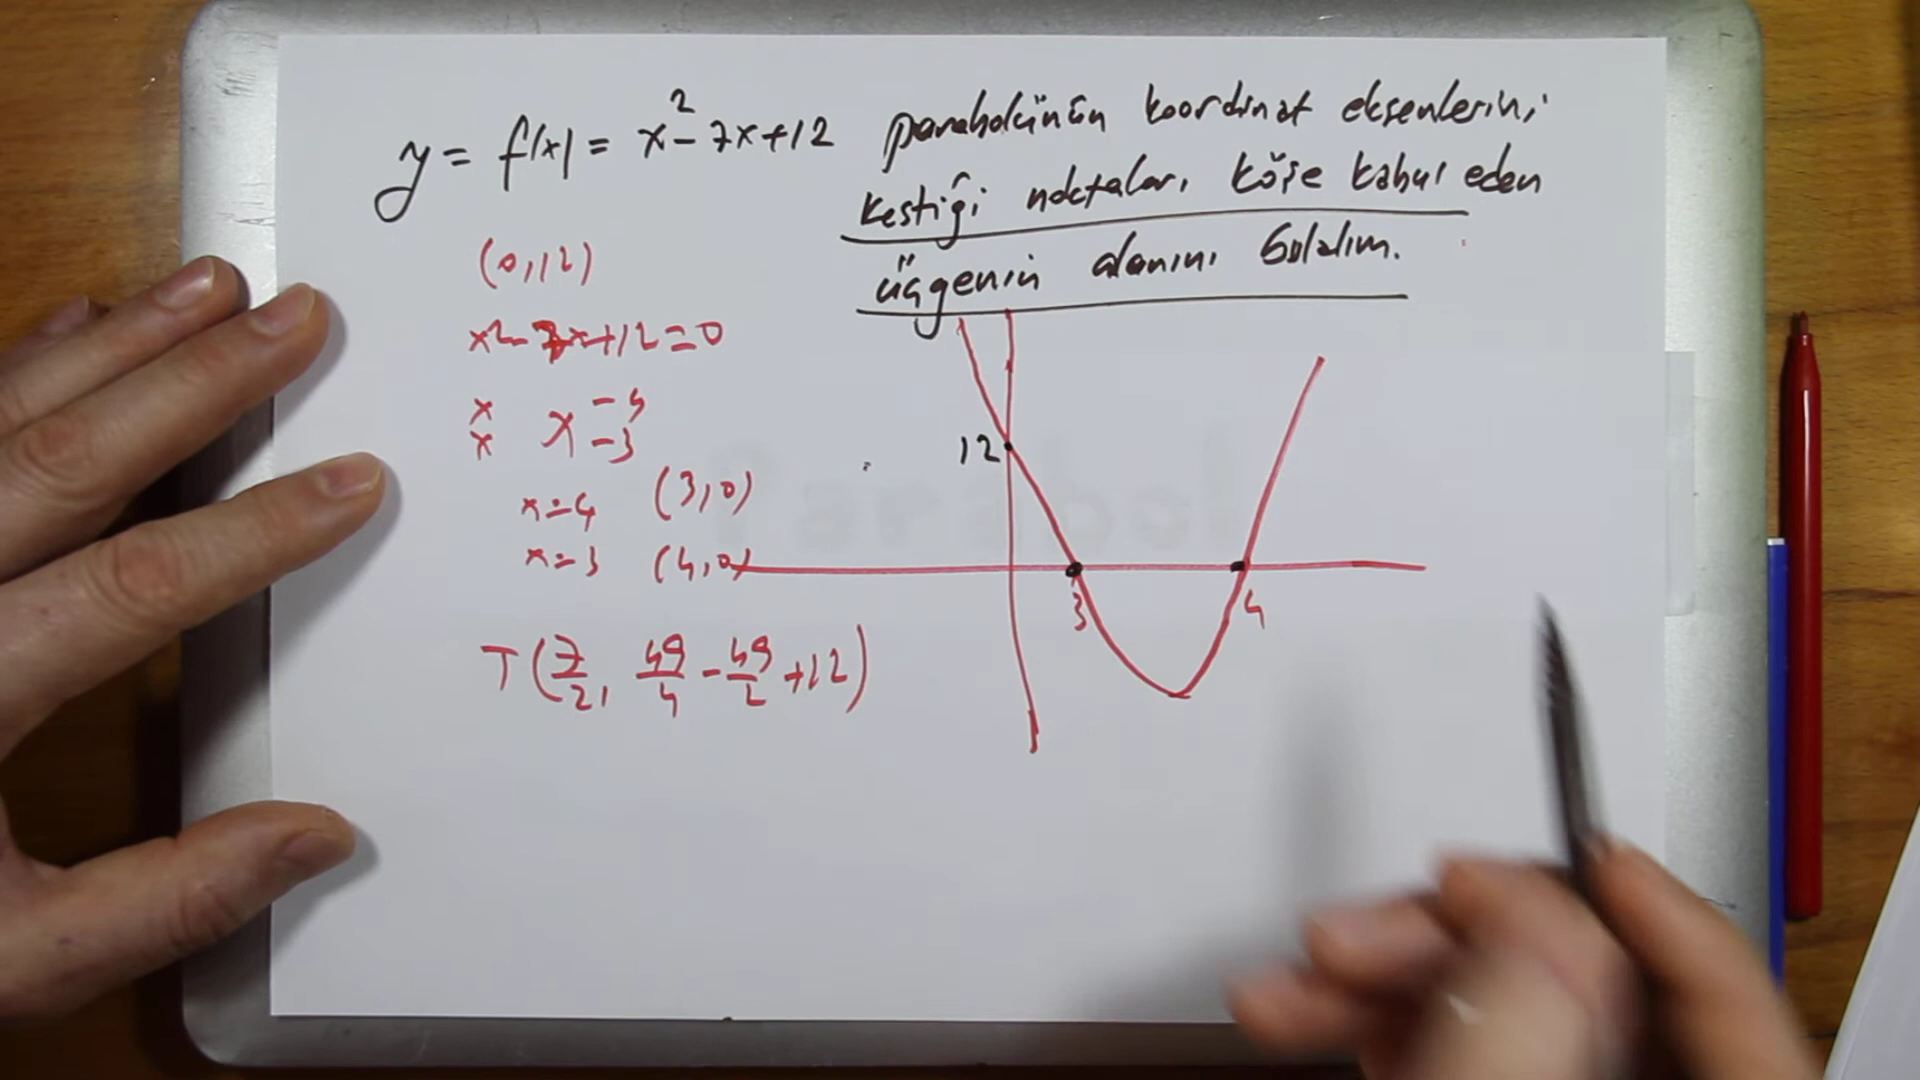 y = f(x) = x² - 7x + 12 parabolünün koordinat eksenlerini
kestiği noktaları köşe kabul eden
üçgenin alanını bulalım.
(0,12)
x² - 7x + 12 = 0
x x -4
x -3
x=4 (3,0)
x=3 (4,0)
T(7/2, 49/4 - 49/2 + 12)
12
3 4
Parabol